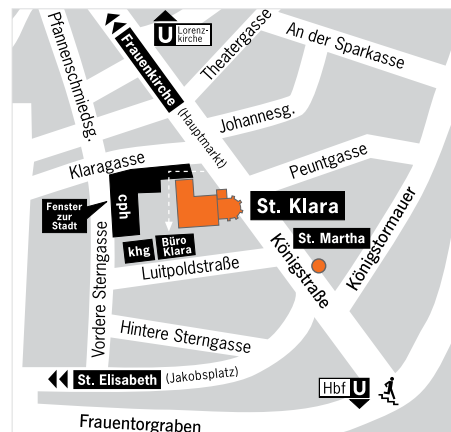 Pfannenschmiedsg.
U Lorenz-
kirche
Frauenkirche
(Hauptmarkt)
Theatergasse
An der Sparkasse
Johannesg.
Klaragasse
Peuntgasse
Fenster
zur
Stadt
cph
St. Klara
khg
Büro
Klara
St. Martha
Königstraße
Königstormauer
Luitpoldstraße
Vordere Sterngasse
Hintere Sterngasse
St. Elisabeth (Jakobsplatz)
Hbf U
Frauentorgraben